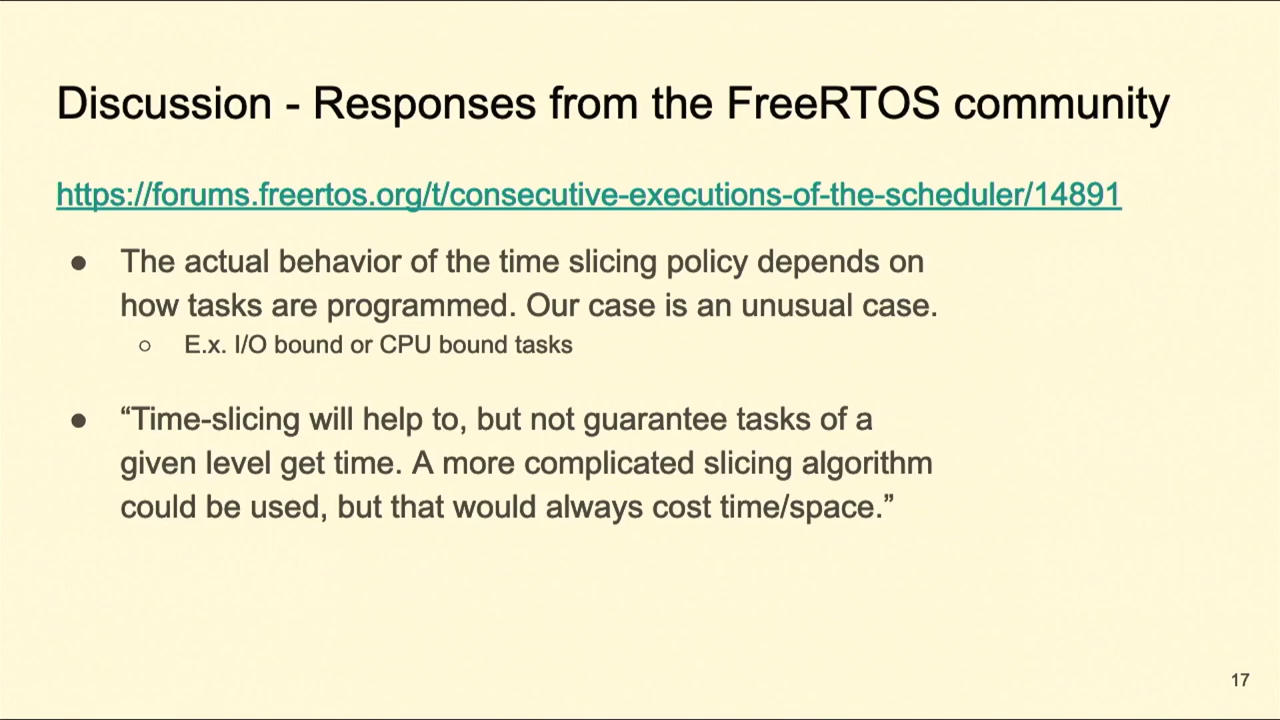 Discussion - Responses from the FreeRTOS community
https://forums.freertos.org/t/consecutive-executions-of-the-scheduler/14891
● The actual behavior of the time slicing policy depends on
how tasks are programmed. Our case is an unusual case.
○ E.x. I/O bound or CPU bound tasks
● “Time-slicing will help to, but not guarantee tasks of a
given level get time. A more complicated slicing algorithm
could be used, but that would always cost time/space.”
17